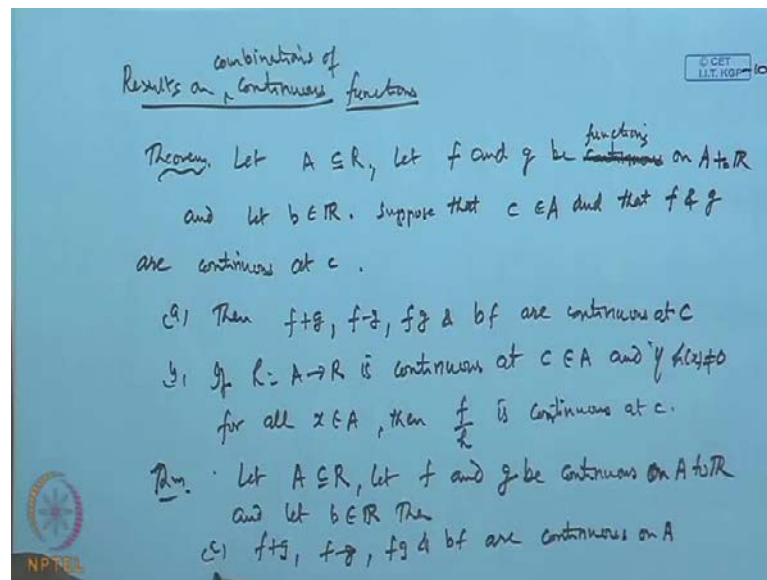 combinations of
Results on ‸ continuous functions
© CET
I.I.T. KGP
10
functions
Theorem. Let A ⊆ R, Let f and g be continuous on A to R
and let b ∈ R. Suppose that c ∈ A and that f & g
are continuous at c.
(a) Then f+g, f-g, fg & bf are continuous at c
If h: A → R is continuous at c ∈ A and if h(x) ≠ 0
for all x ∈ A, then f/h is continuous at c.
Thm. Let A ⊆ R, let f and g be continuous on A to R
and let b ∈ R Then
(c) f+g, f-g, fg & bf are continuous on A
NPTEL